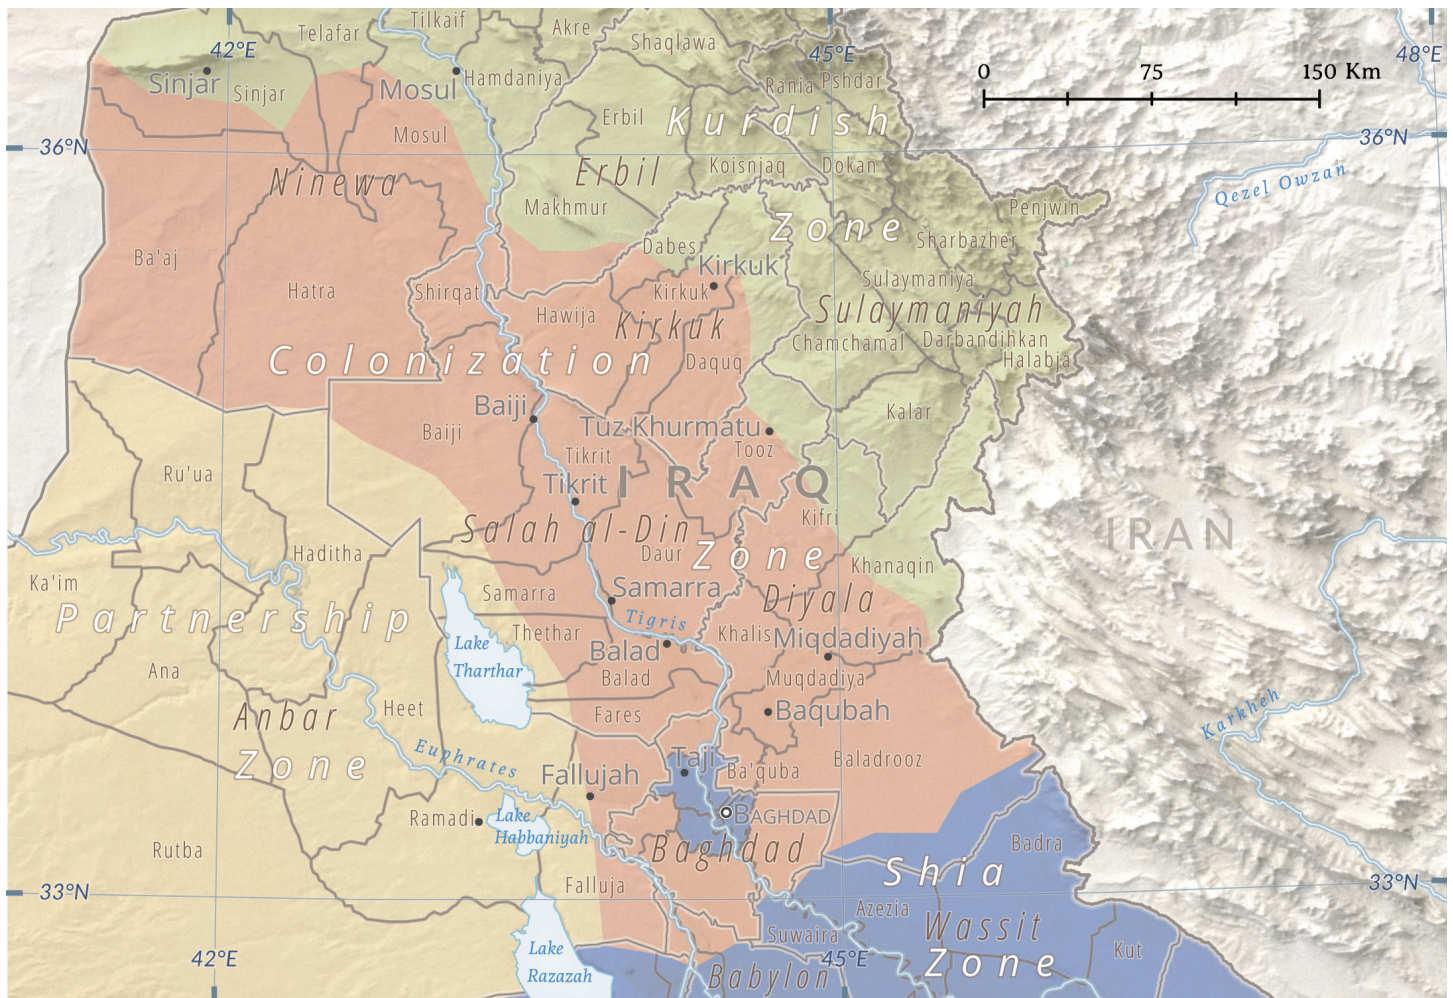 Tilkaif
Akre
Telafar
Shaqlawa
42°E
45°E
48°E
0 75 150 Km
Sinjar
Sinjar
Mosul
Hamdaniya
Rania
Pshdar
Mosul
Erbil
Kurdish
36°N
36°N
Koisnjaq
Dokan
Ninewa
Erbil
Qezel Owzan
Makhmur
Penjwin
Zone
Sharbazher
Dabes
Ba'aj
Kirkuk
Sulaymaniya
Hatra
Shirqat
Kirkuk
Hawija
Kirkuk
Sulaymaniyah
Chamchamal
Darbandihkan
Halabja
Colonization
Daquq
Baiji
Kalar
Baiji
Tuz Khurmatu
Tooz
Tikrit
Ru'ua
Tikrit
IRAQ
Kifri
Salah al-Din
IRAN
Daur
Zone
Haditha
Khanaqin
Ka'im
Samarra
Samarra
Diyala
Partnership
Tigris
Thethar
Khalis
Miqdadiyah
Lake
Tharthar
Balad
Balad
Muqdadiya
Ana
Heet
Fares
Baqubah
Karkheh
Anbar
Zone
Euphrates
Taji
Ba'quba
Baladrooz
Fallujah
Ramadi
Lake
Habbaniyah
BAGHDAD
Baghdad
Badra
Rutba
Shia
33°N
33°N
Falluja
Azezia
Wassit
Suwaira
Kut
Lake
Razazah
42°E
45°E
Zone
Babylon